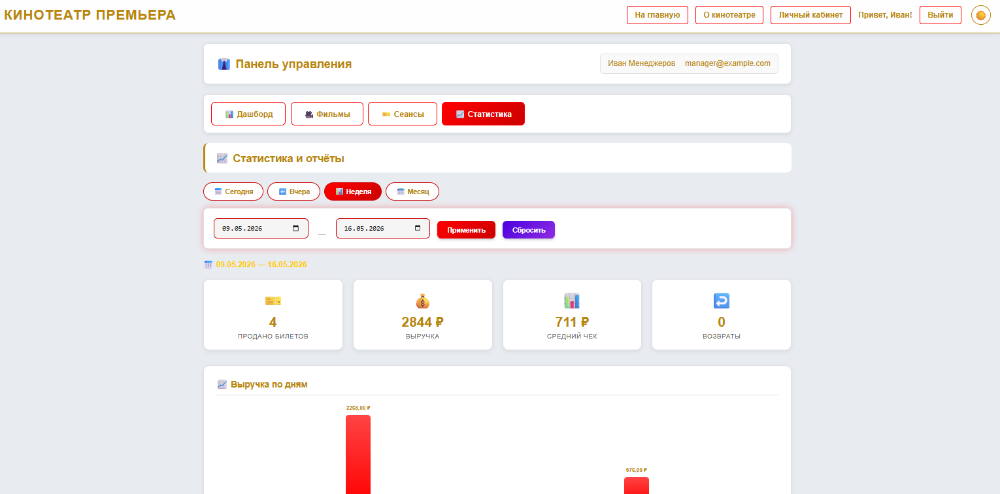 КИНОТЕАТР ПРЕМЬЕРА
На главную
О кинотеатре
Личный кабинет
Привет, Иван!
Выйти
Панель управления
Иван Менеджеров manager@example.com
Дашборд
Фильмы
Сеансы
Статистика
Статистика и отчёты
Сегодня
Вчера
Неделя
Месяц
09.05.2026 — 16.05.2026
Применить
Сбросить
09.05.2026 — 16.05.2026
4
ПРОДАНО БИЛЕТОВ
2844 ₽
ВЫРУЧКА
711 ₽
СРЕДНИЙ ЧЕК
0
ВОЗВРАТЫ
Выручка по дням
2268,00 ₽
576,00 ₽